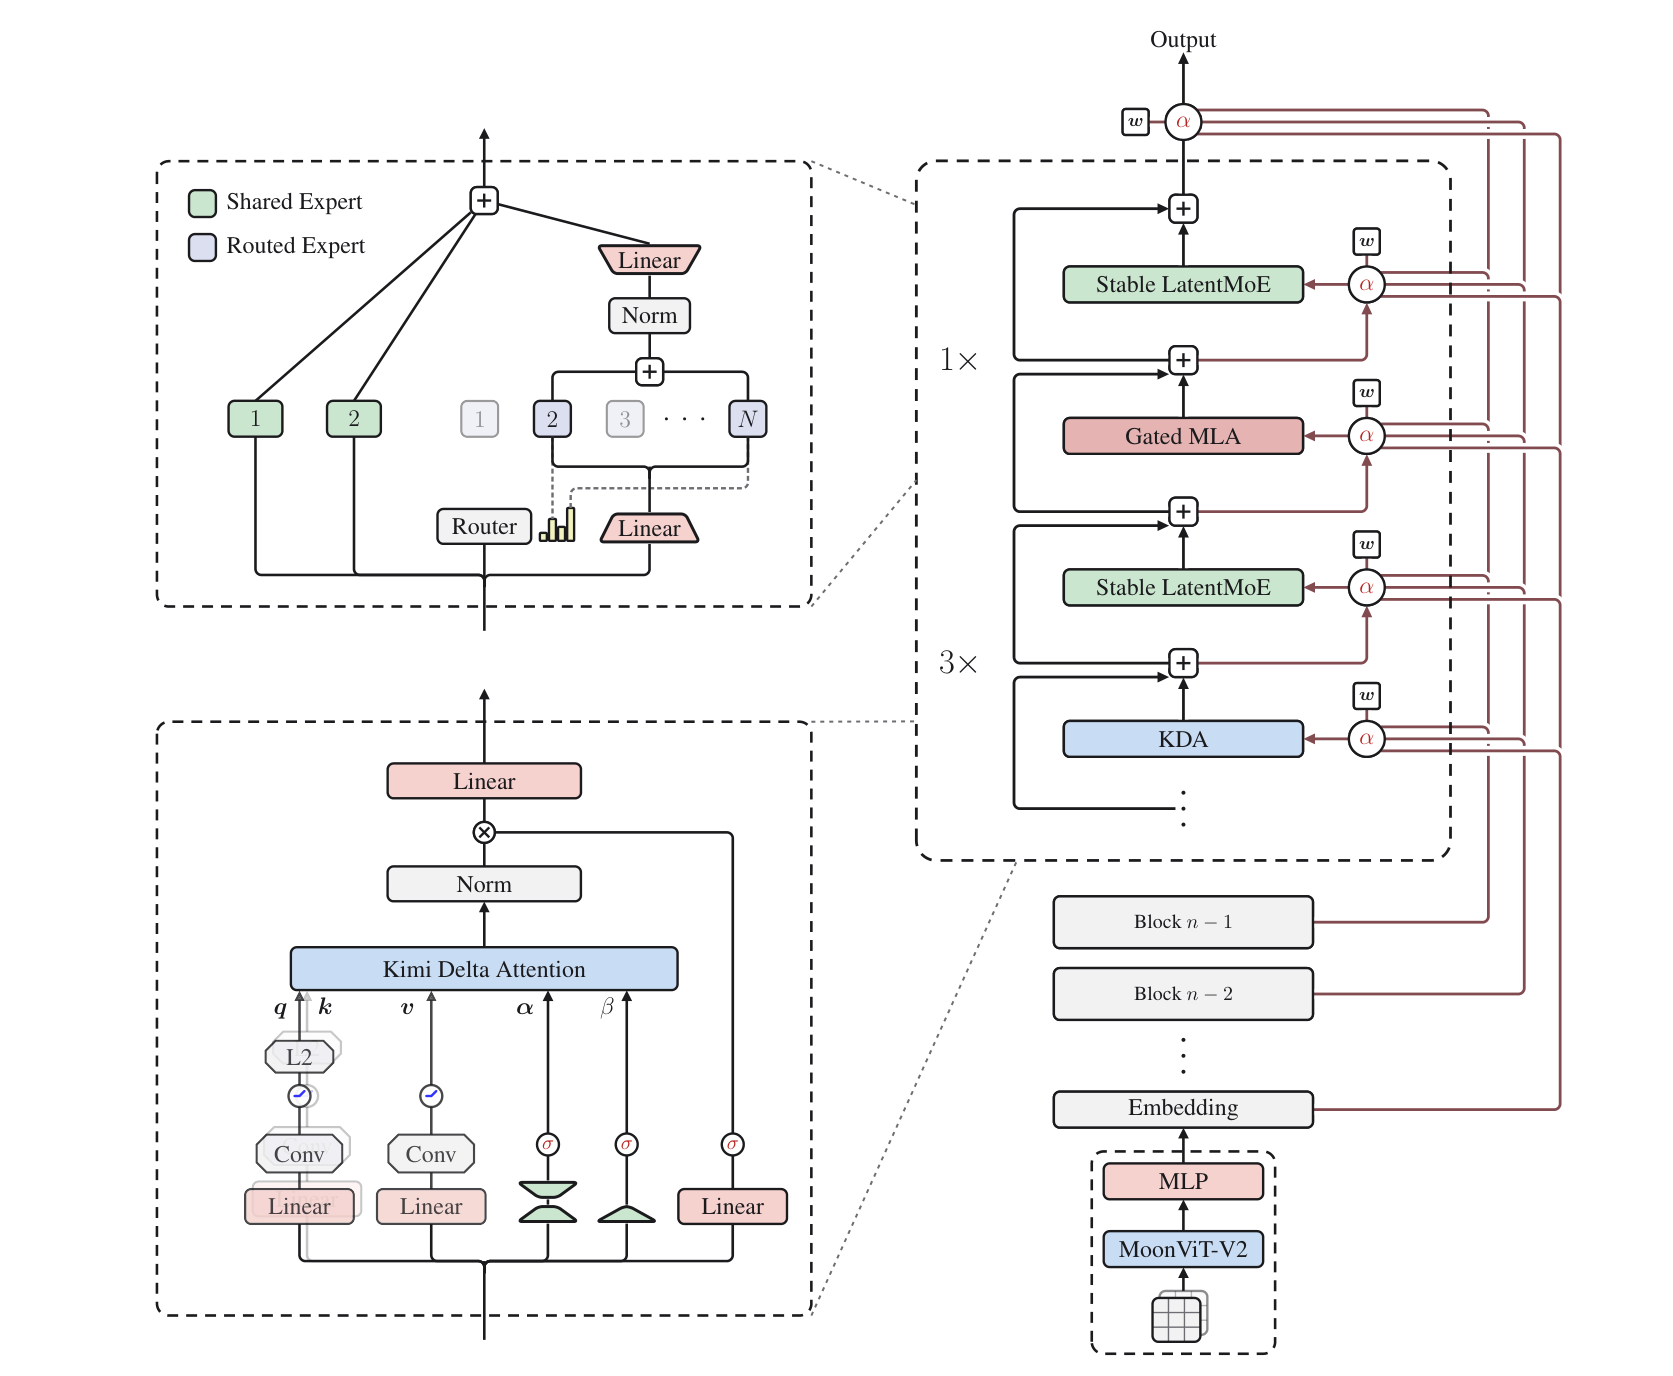 Output
w α
Shared Expert
Routed Expert
Linear
Norm
1 2 1 2 3 · · · N
Router
Linear
w
Stable LatentMoE α
1×
w
Gated MLA α
w
Stable LatentMoE α
3×
w
KDA α
Linear
Norm
Kimi Delta Attention
q k v α β
L2
σ σ σ
Conv Conv
Linear Linear Linear
Block n − 1
Block n − 2
Embedding
MLP
MoonViT-V2